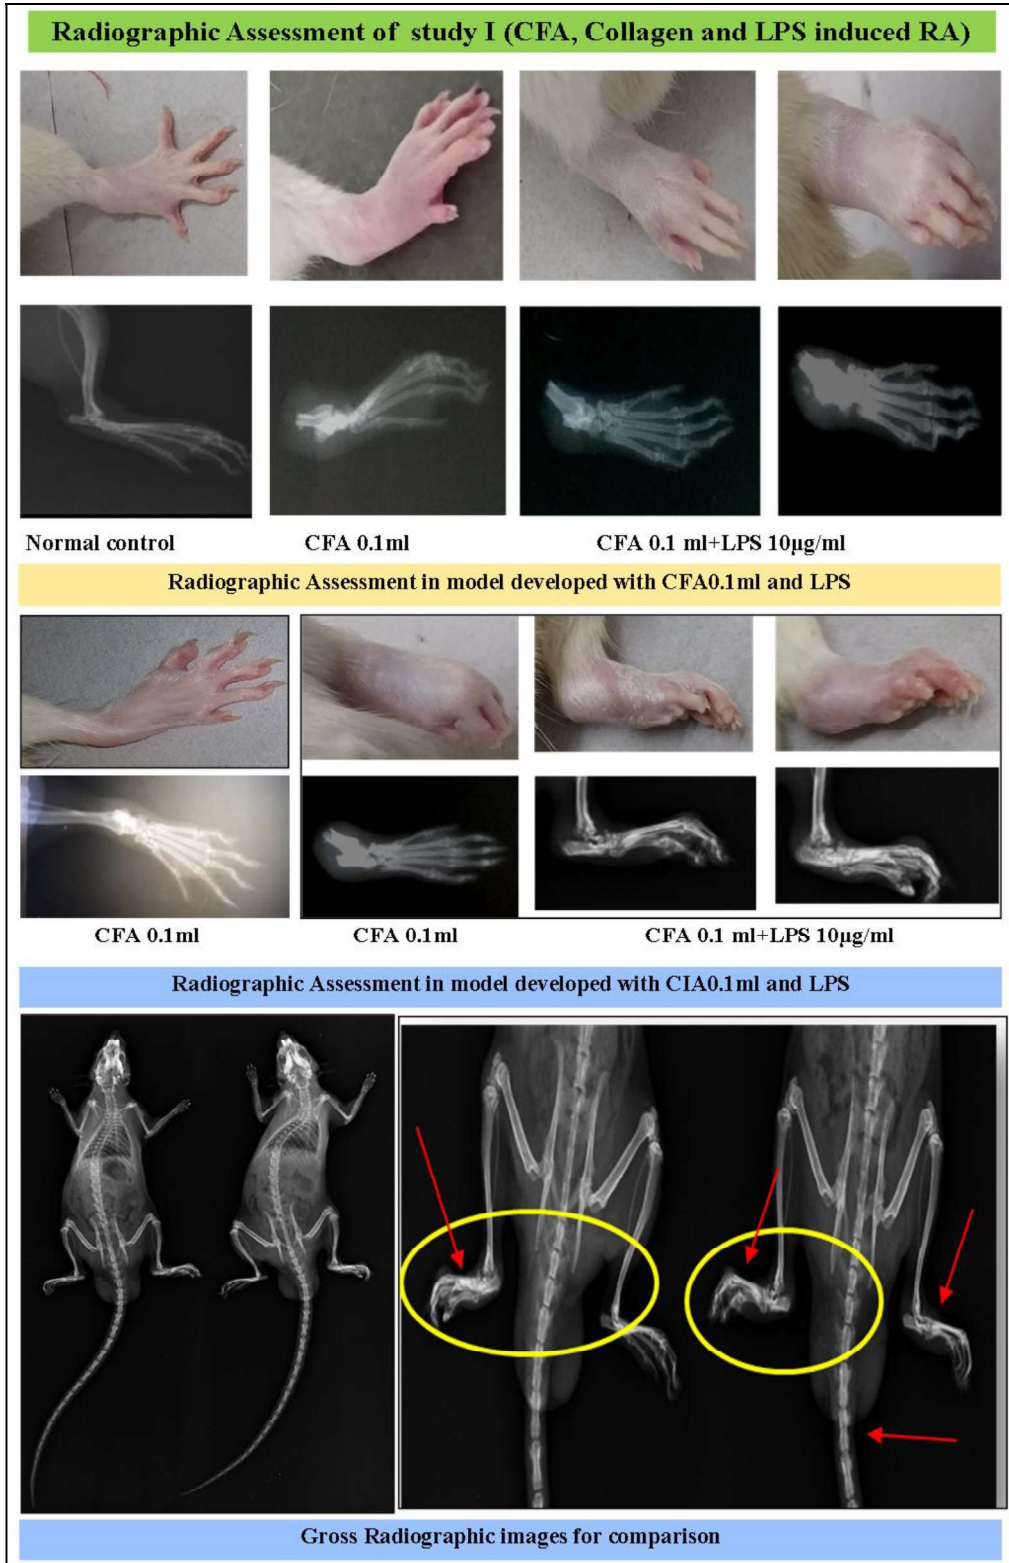 Radiographic Assessment of study I (CFA, Collagen and LPS induced RA)
Normal control
CFA 0.1ml
CFA 0.1 ml+LPS 10µg/ml
Radiographic Assessment in model developed with CFA0.1ml and LPS
CFA 0.1ml
CFA 0.1ml
CFA 0.1 ml+LPS 10µg/ml
Radiographic Assessment in model developed with CIA0.1ml and LPS
Gross Radiographic images for comparison